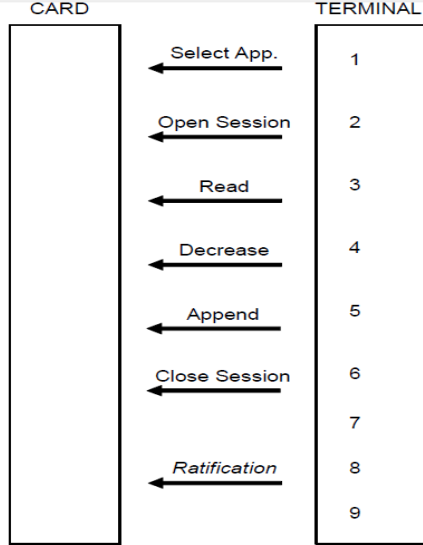 CARD TERMINAL
Select App. 1
Open Session 2
Read 3
Decrease 4
Append 5
Close Session 6
7
Ratification 8
9